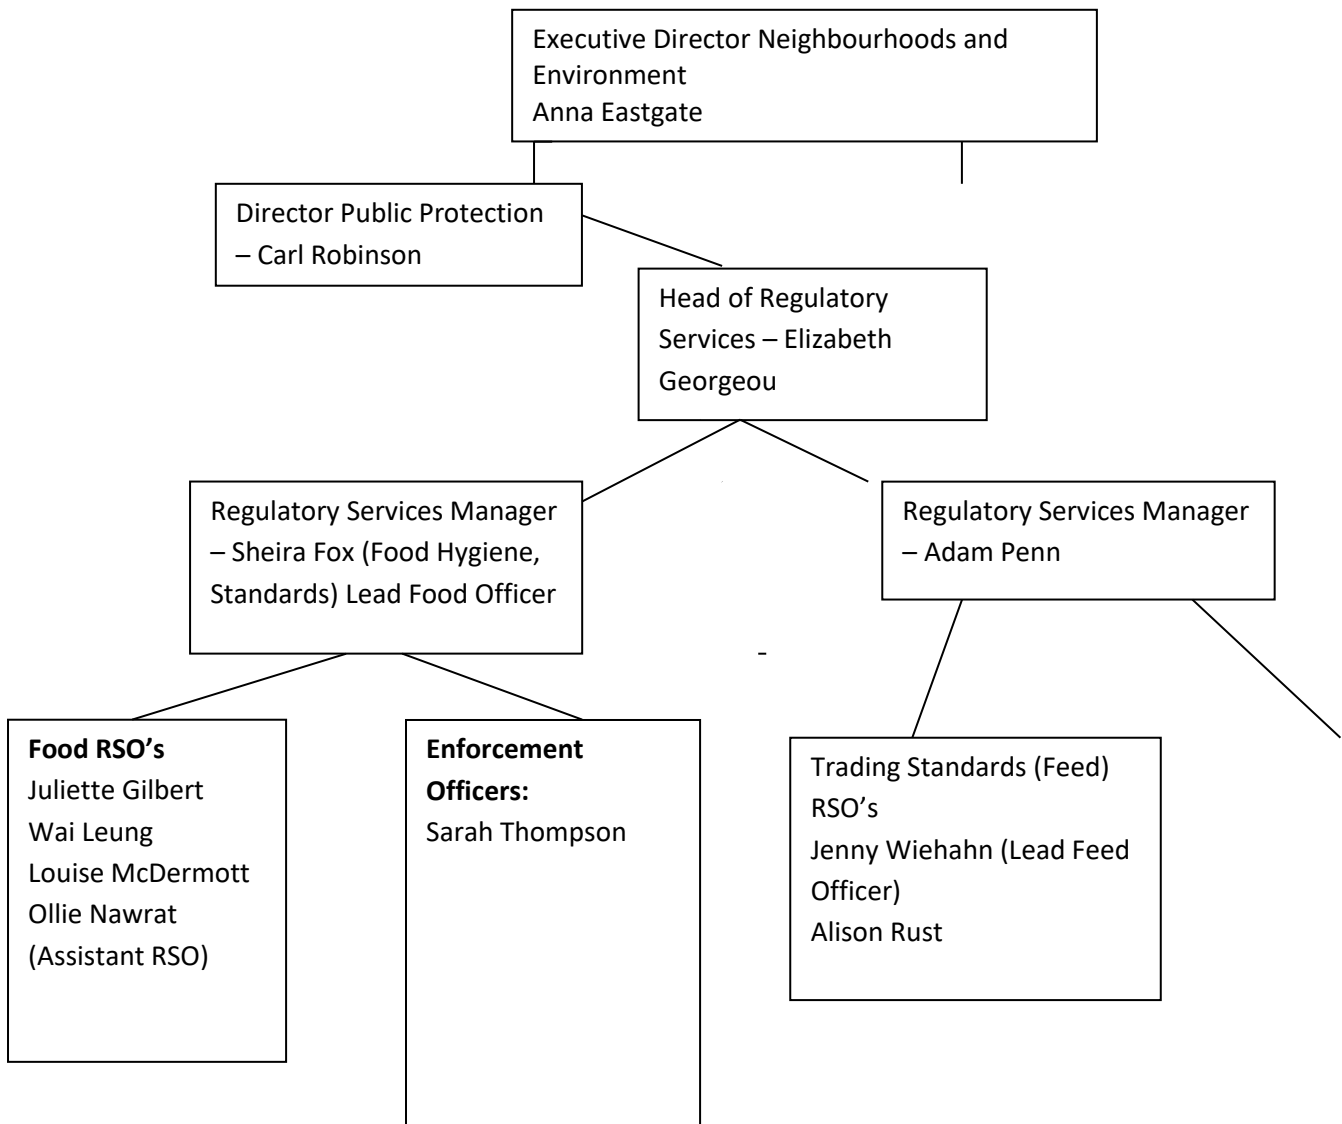 Executive Director Neighbourhoods and
Environment
Anna Eastgate
Director Public Protection
– Carl Robinson
Head of Regulatory
Services – Elizabeth
Georgeou
Regulatory Services Manager
– Sheira Fox (Food Hygiene,
Standards) Lead Food Officer
Regulatory Services Manager
– Adam Penn
Food RSO’s
Juliette Gilbert
Wai Leung
Louise McDermott
Ollie Nawrat
(Assistant RSO)
Enforcement
Officers:
Sarah Thompson
Trading Standards (Feed)
RSO’s
Jenny Wiehahn (Lead Feed
Officer)
Alison Rust